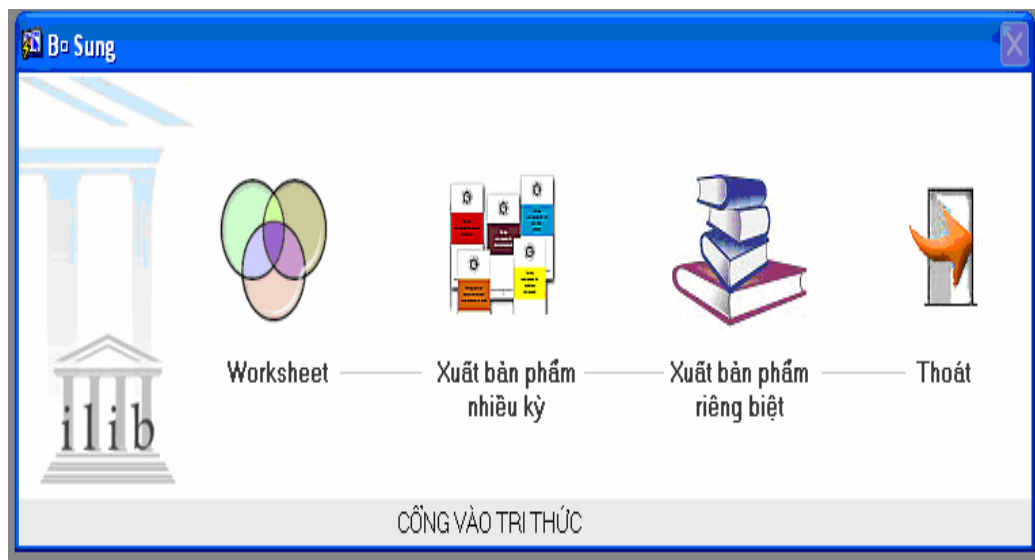 B¤ Sung
Worksheet
Xuất bản phẩm
nhiều kỳ
Xuất bản phẩm
riêng biệt
Thoát
ilib
CỔNG VÀO TRI THỨC